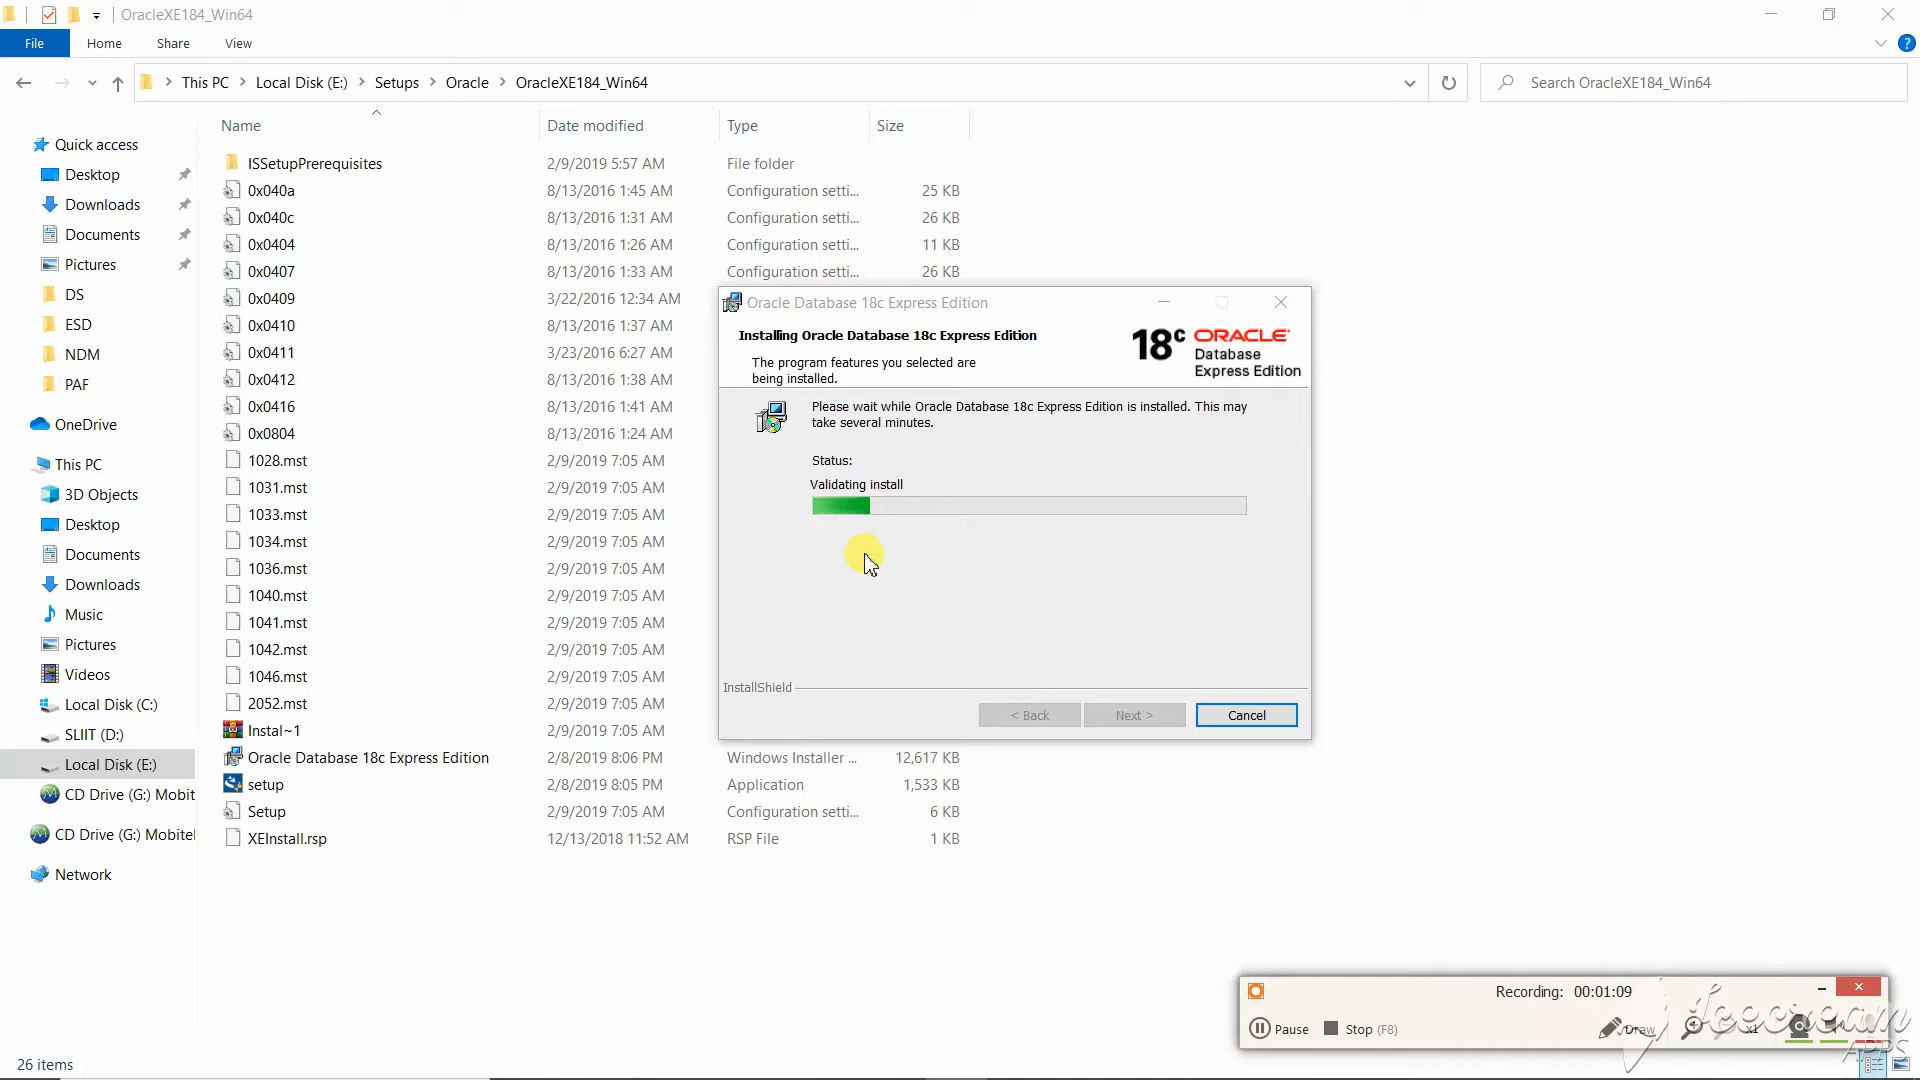 OracleXE184_Win64
File
Home
Share
View
This PC
Local Disk (E:)
Setups
Oracle
OracleXE184_Win64
Search OracleXE184_Win64
Name
Date modified
Type
Size
Quick access
Desktop
Downloads
Documents
Pictures
DS
ESD
NDM
PAF
OneDrive
This PC
3D Objects
Desktop
Documents
Downloads
Music
Pictures
Videos
Local Disk (C:)
SLIIT (D:)
Local Disk (E:)
CD Drive (G:) Mobit
CD Drive (G:) Mobitel
Network
ISSetupPrerequisites 2/9/2019 5:57 AM File folder
0x040a 8/13/2016 1:45 AM Configuration setti... 25 KB
0x040c 8/13/2016 1:31 AM Configuration setti... 26 KB
0x0404 8/13/2016 1:26 AM Configuration setti... 11 KB
0x0407 8/13/2016 1:33 AM Configuration setti... 26 KB
0x0409 3/22/2016 12:34 AM
0x0410 8/13/2016 1:37 AM
0x0411 3/23/2016 6:27 AM
0x0412 8/13/2016 1:38 AM
0x0416 8/13/2016 1:41 AM
0x0804 8/13/2016 1:24 AM
1028.mst 2/9/2019 7:05 AM
1031.mst 2/9/2019 7:05 AM
1033.mst 2/9/2019 7:05 AM
1034.mst 2/9/2019 7:05 AM
1036.mst 2/9/2019 7:05 AM
1040.mst 2/9/2019 7:05 AM
1041.mst 2/9/2019 7:05 AM
1042.mst 2/9/2019 7:05 AM
1046.mst 2/9/2019 7:05 AM
2052.mst 2/9/2019 7:05 AM
Instal~1 2/9/2019 7:05 AM
Oracle Database 18c Express Edition 2/8/2019 8:06 PM Windows Installer ... 12,617 KB
setup 2/8/2019 8:05 PM Application 1,533 KB
Setup 2/9/2019 7:05 AM Configuration setti... 6 KB
XEInstall.rsp 12/13/2018 11:52 AM RSP File 1 KB
Oracle Database 18c Express Edition
Installing Oracle Database 18c Express Edition
The program features you selected are
being installed.
18c ORACLE
Database
Express Edition
Please wait while Oracle Database 18c Express Edition is installed. This may
take several minutes.
Status:
Validating install
InstallShield
< Back
Next >
Cancel
Recording: 00:01:09
Pause
Stop (F8)
Draw
x1
Icecream
APPS
26 items